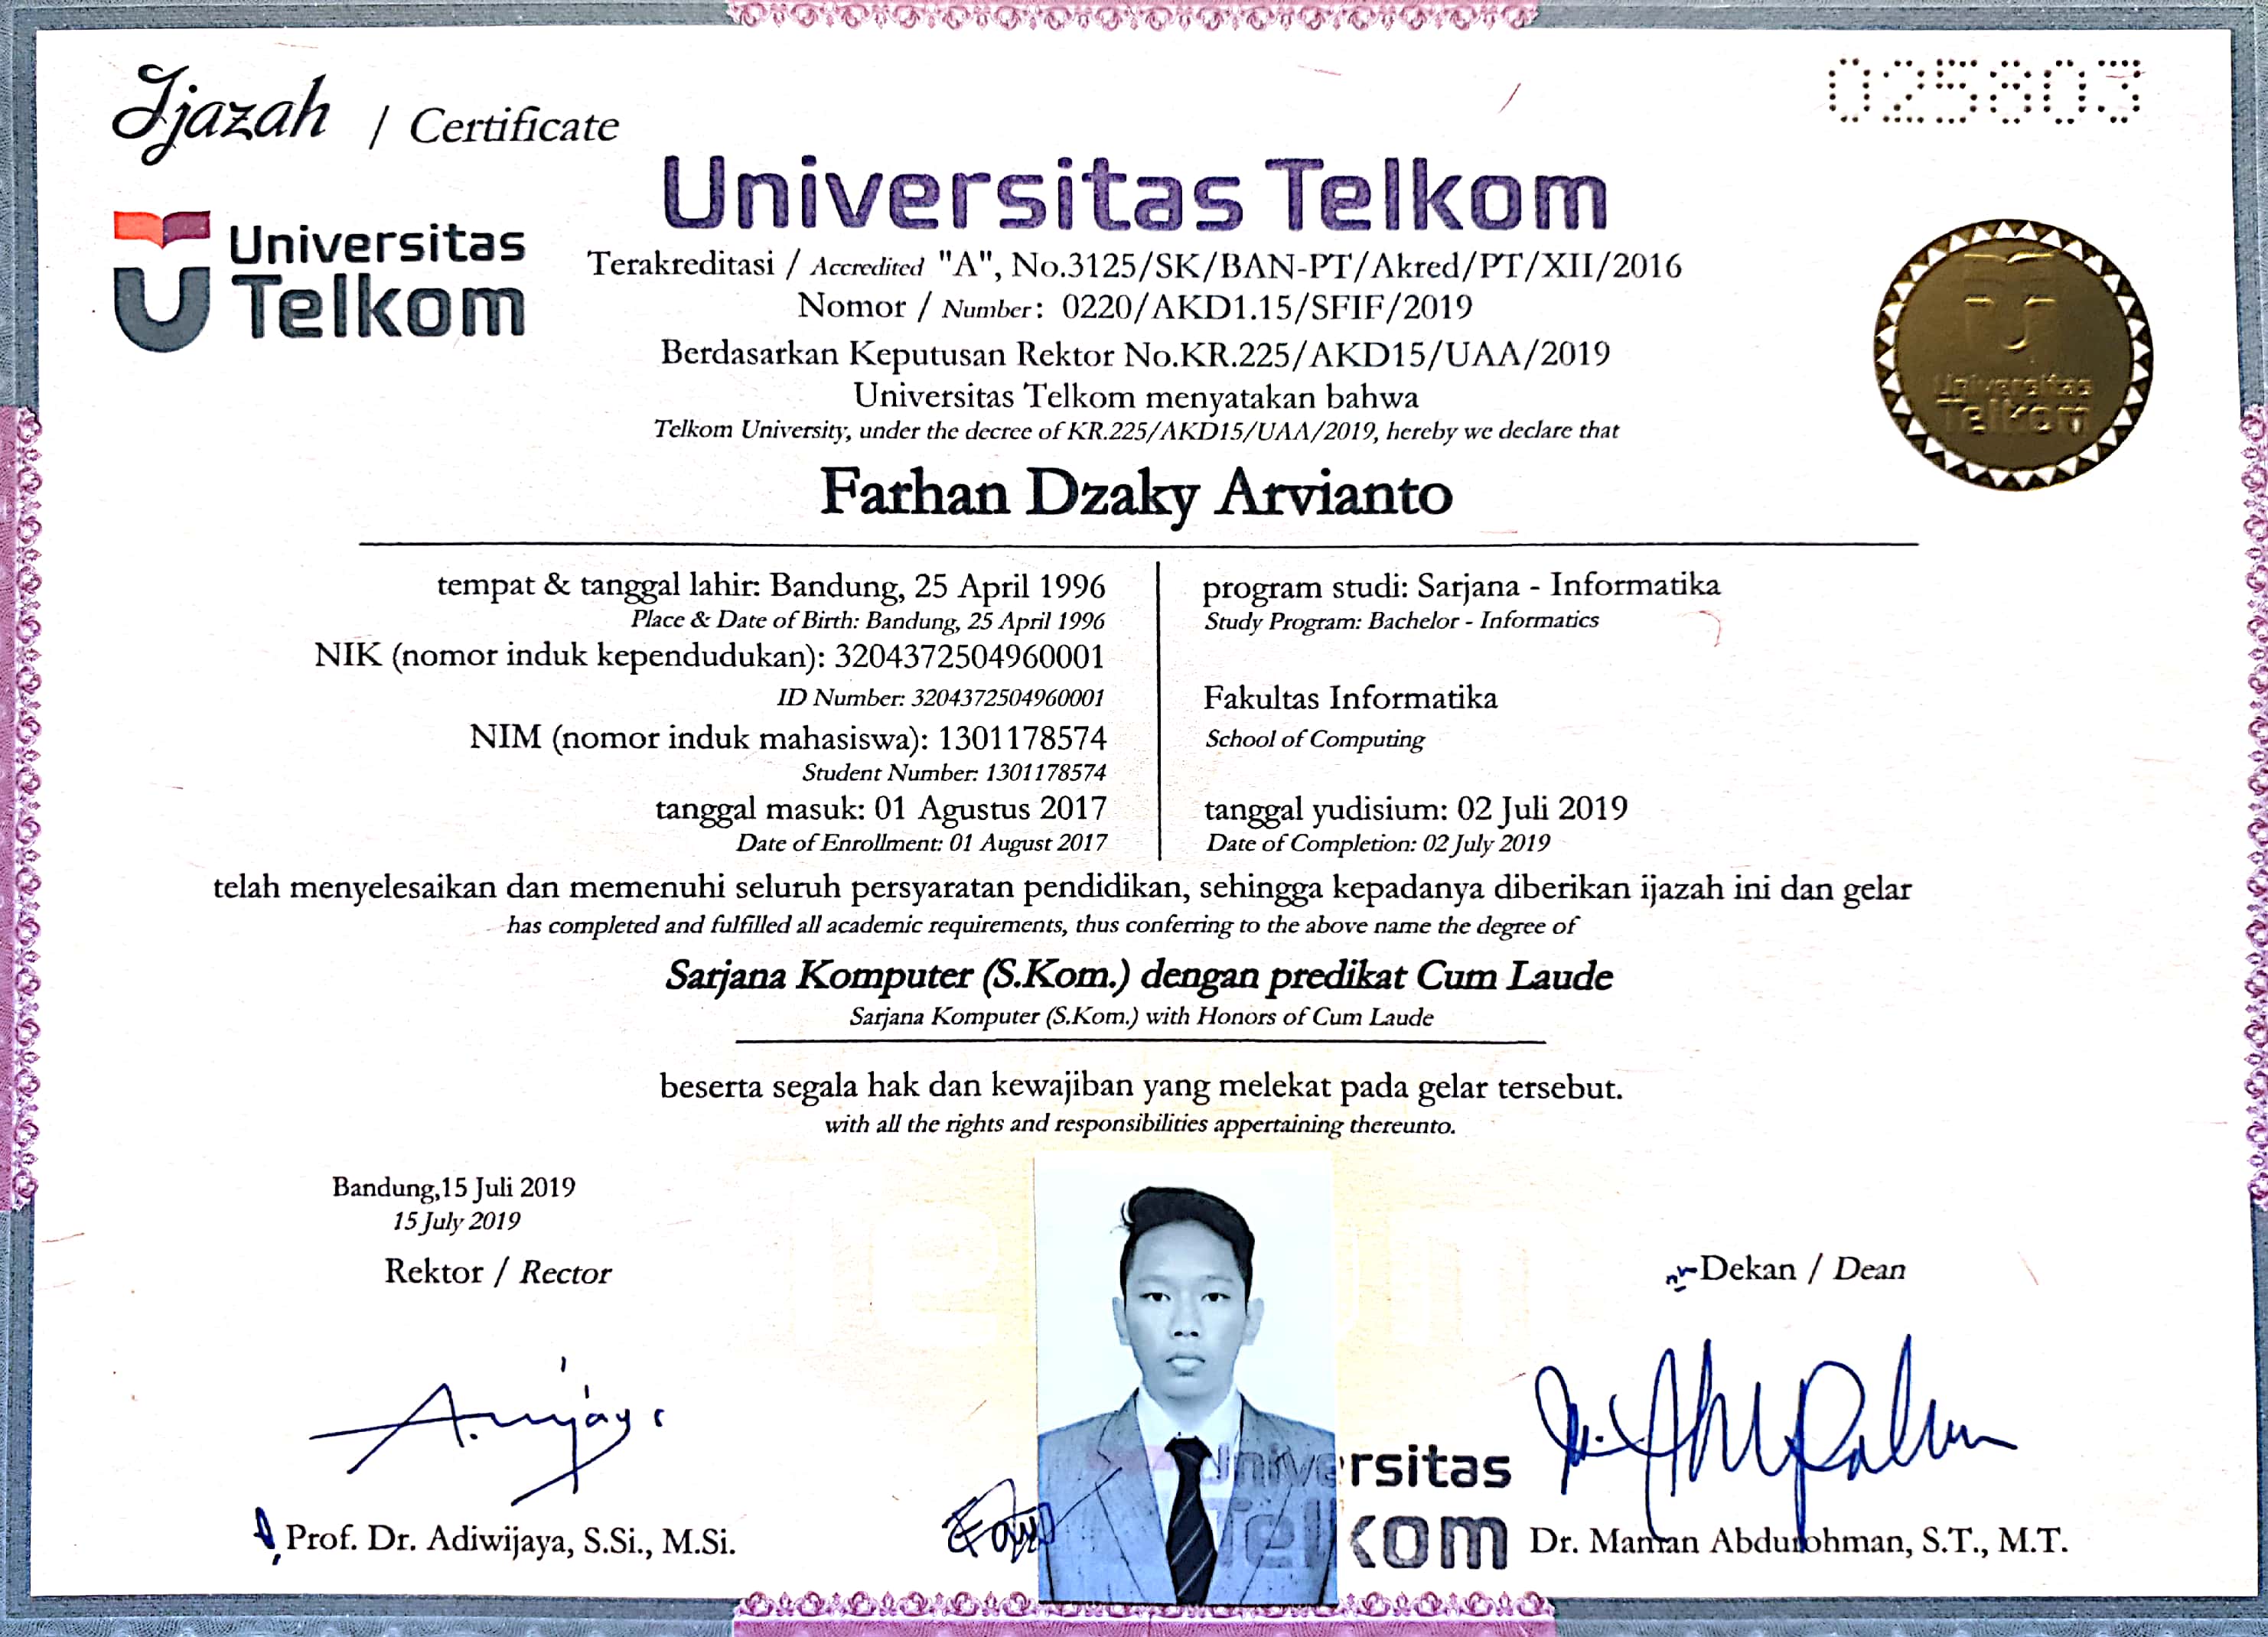 Ijazah / Certificate
025803
Universitas
Telkom
Universitas Telkom
Terakreditasi / Accredited "A", No.3125/SK/BAN-PT/Akred/PT/XII/2016
Nomor / Number: 0220/AKD1.15/SFIF/2019
Berdasarkan Keputusan Rektor No.KR.225/AKD15/UAA/2019
Universitas Telkom menyatakan bahwa
Telkom University, under the decree of KR.225/AKD15/UAA/2019, hereby we declare that
Universitas
Telkom
Farhan Dzaky Arvianto
tempat & tanggal lahir: Bandung, 25 April 1996
Place & Date of Birth: Bandung, 25 April 1996
NIK (nomor induk kependudukan): 3204372504960001
ID Number: 3204372504960001
NIM (nomor induk mahasiswa): 1301178574
Student Number: 1301178574
tanggal masuk: 01 Agustus 2017
Date of Enrollment: 01 August 2017
program studi: Sarjana - Informatika
Study Program: Bachelor - Informatics
Fakultas Informatika
School of Computing
tanggal yudisium: 02 Juli 2019
Date of Completion: 02 July 2019
telah menyelesaikan dan memenuhi seluruh persyaratan pendidikan, sehingga kepadanya diberikan ijazah ini dan gelar
has completed and fulfilled all academic requirements, thus conferring to the above name the degree of
Sarjana Komputer (S.Kom.) dengan predikat Cum Laude
Sarjana Komputer (S.Kom.) with Honors of Cum Laude
beserta segala hak dan kewajiban yang melekat pada gelar tersebut.
with all the rights and responsibilities appertaining thereunto.
Bandung,15 Juli 2019
15 July 2019
Rektor / Rector
Prof. Dr. Adiwijaya, S.Si., M.Si.
Universitas
Telkom
Dekan / Dean
Dr. Maman Abdurohman, S.T., M.T.